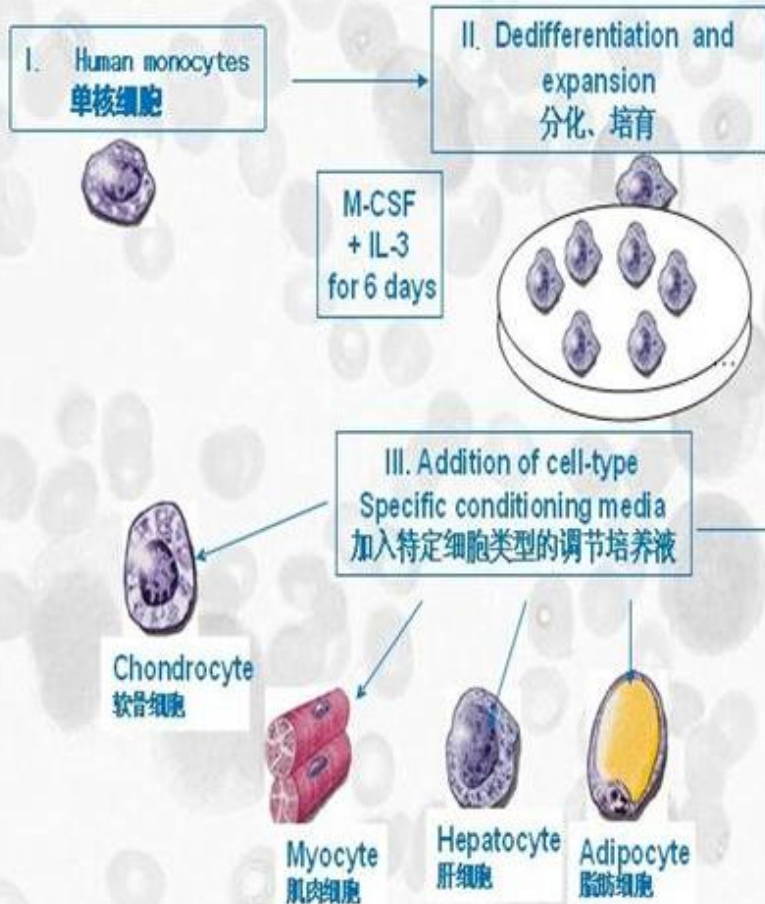 I. Human monocytes
单核细胞
II. Dedifferentiation and
expansion
分化、培育
M-CSF
+ IL-3
for 6 days
...
III. Addition of cell-type
Specific conditioning media
加入特定细胞类型的调节培养液
Chondrocyte
软骨细胞
Myocyte
肌肉细胞
Hepatocyte
肝细胞
Adipocyte
脂肪细胞